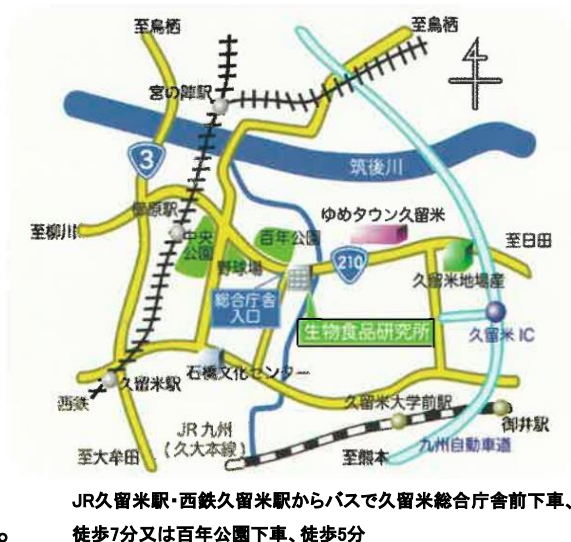 至鳥栖
至鳥栖
宮の陣駅
3
筑後川
櫛原駅
ゆめタウン久留米
至柳川
中央
公園
百年公園
至日田
野球場
210
久留米地場産
総合庁舎
入口
生物食品研究所
久留米 IC
石橋文化センター
久留米駅
西鉄
久留米大学前駅
御井駅
JR 九州
(久大本線)
至大牟田
至熊本
九州自動車道
JR久留米駅・西鉄久留米駅からバスで久留米総合庁舎前下車、
徒歩7分又は百年公園下車、徒歩5分
。